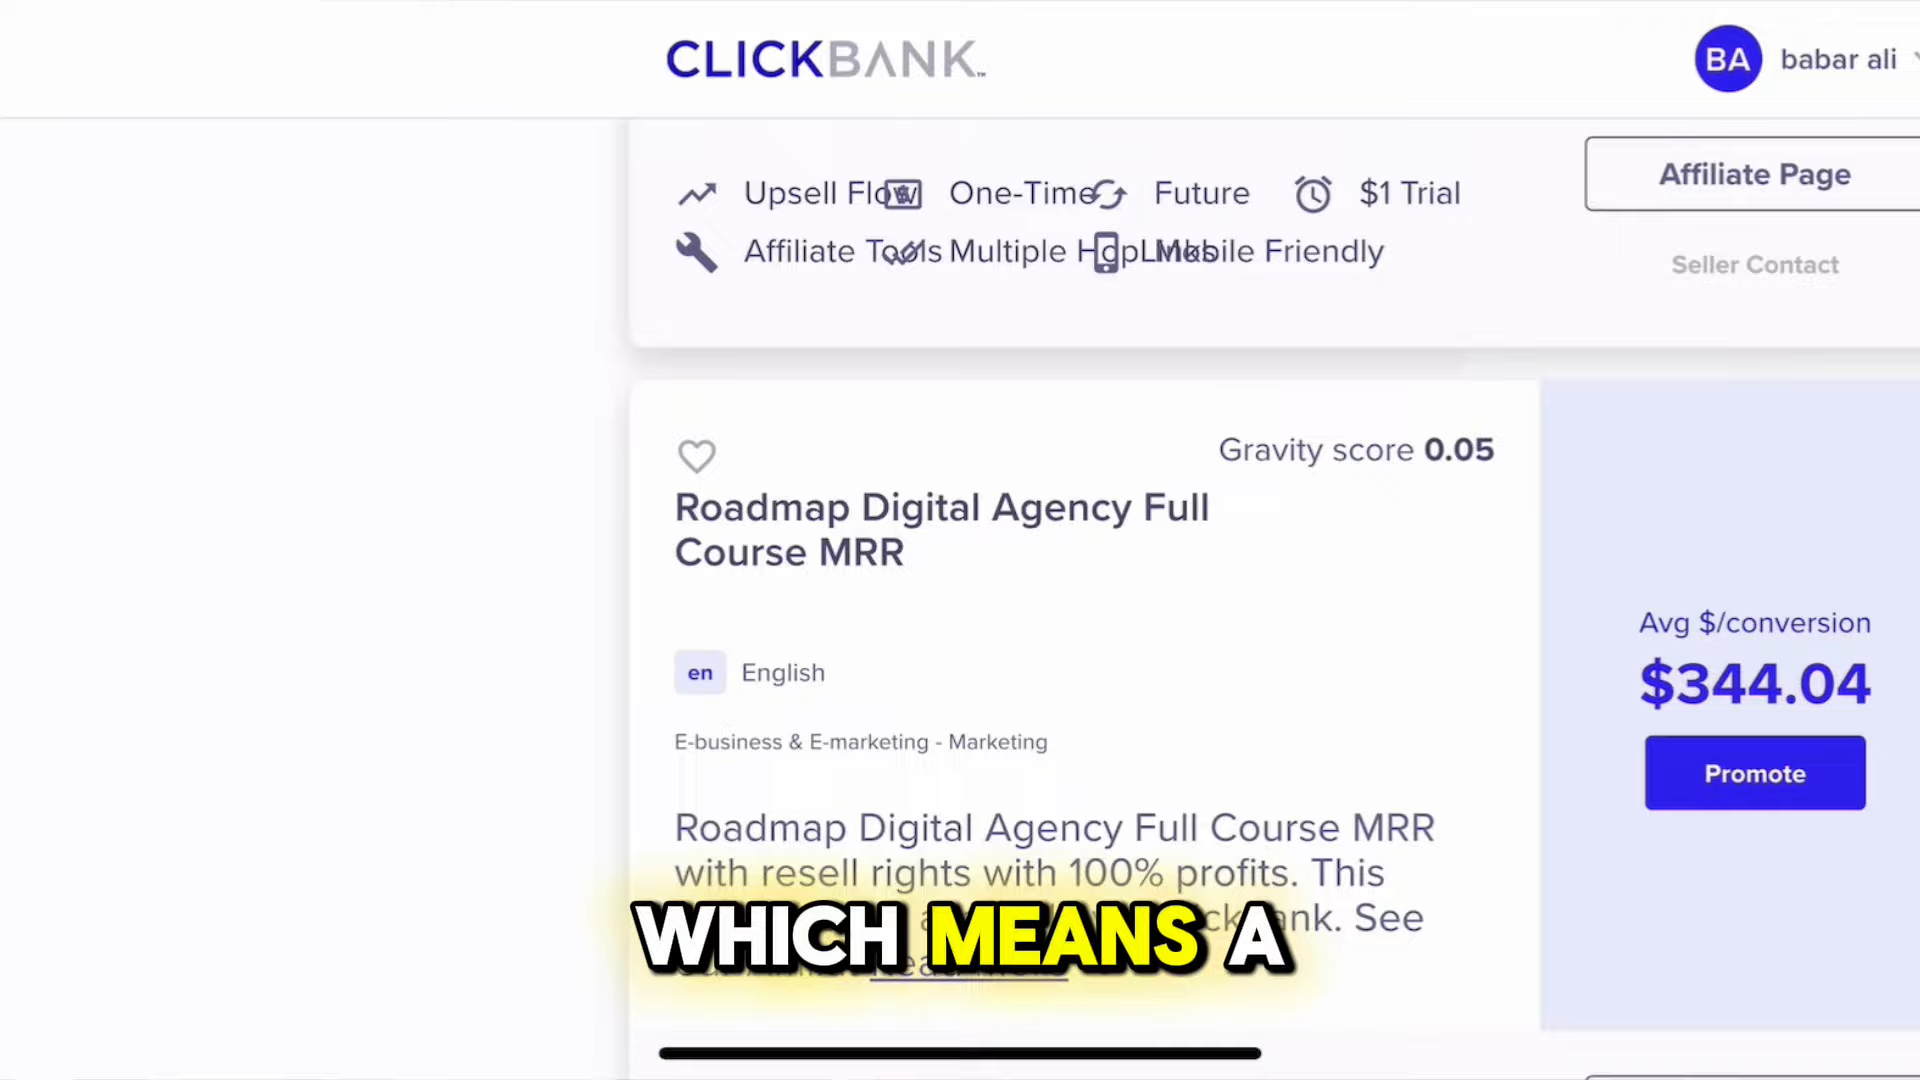 CLICKBANK™
BA babar ali
Upsell Flow One-Time Future $1 Trial
Affiliate Page
Affiliate Tools Multiple HopLinks Mobile Friendly
Seller Contact
Gravity score 0.05
Roadmap Digital Agency Full
Course MRR
en English
Avg $/conversion
$344.04
E-business & E-marketing - Marketing
Promote
Roadmap Digital Agency Full Course MRR
with resell rights with 100% profits. This
See
WHICH MEANS A